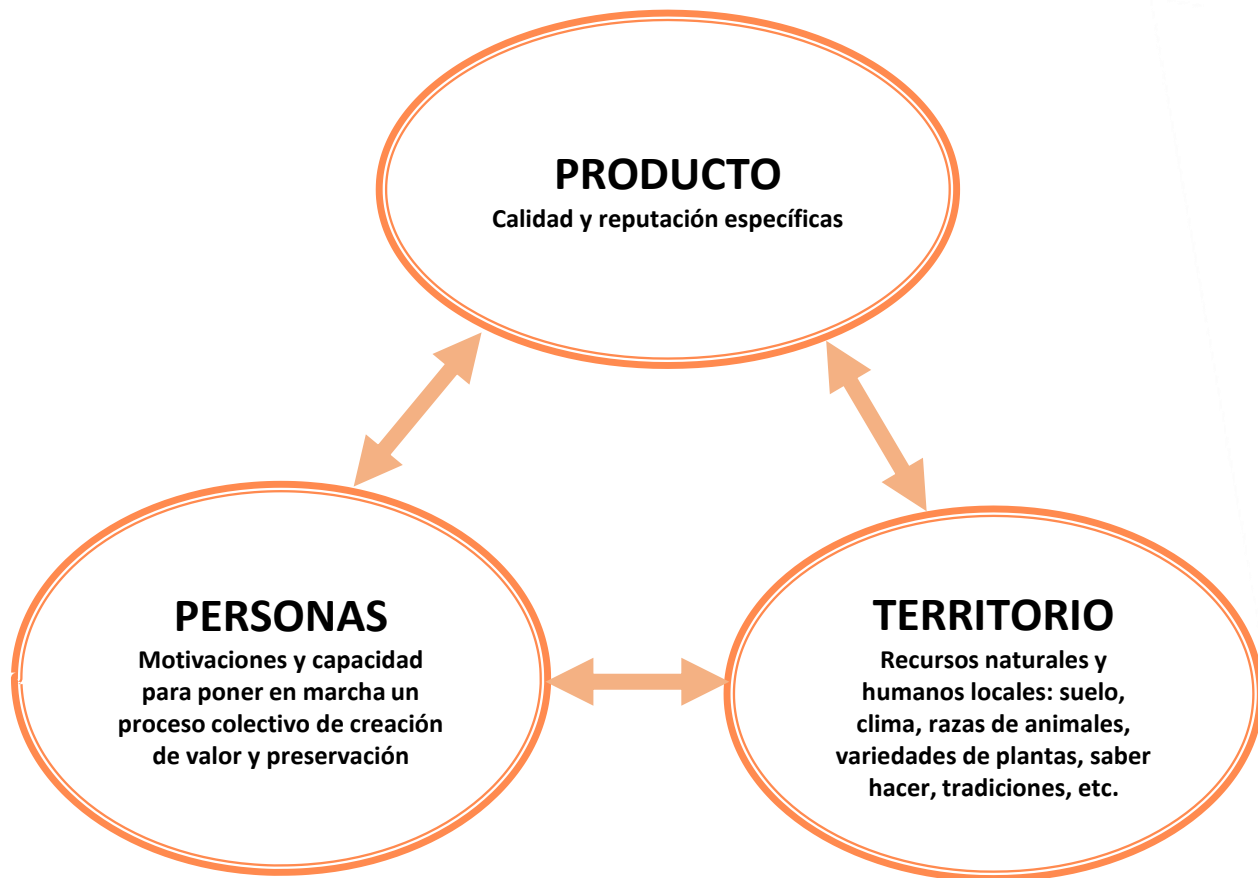 PRODUCTO
Calidad y reputación específicas
PERSONAS
Motivaciones y capacidad
para poner en marcha un
proceso colectivo de creación
de valor y preservación
TERRITORIO
Recursos naturales y
humanos locales: suelo,
clima, razas de animales,
variedades de plantas, saber
hacer, tradiciones, etc.